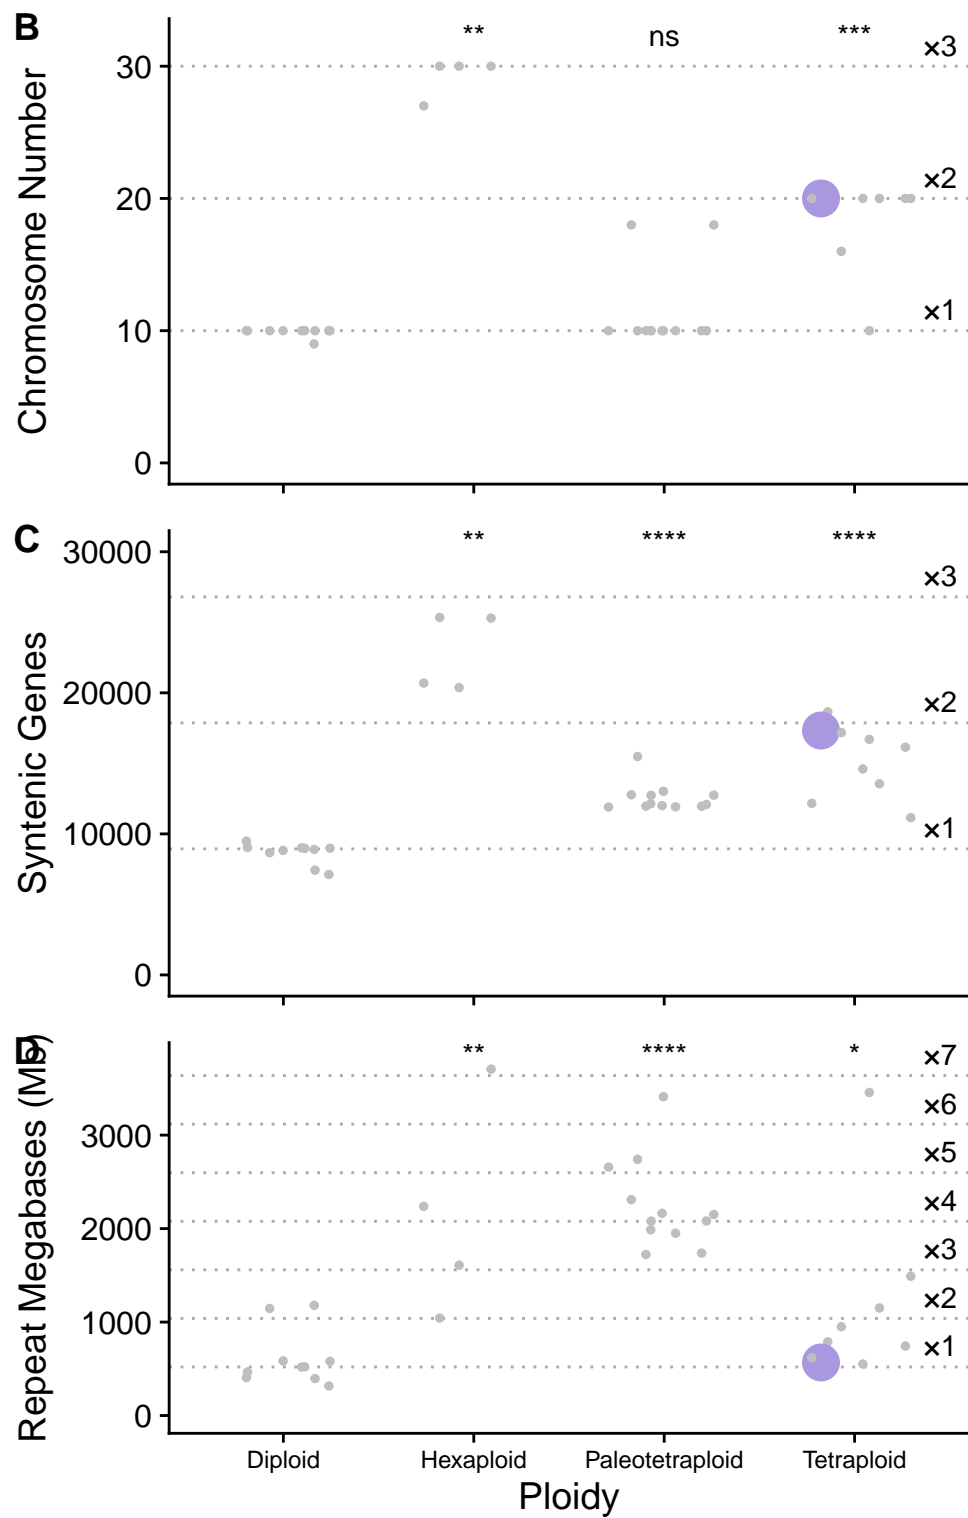 B
Chromosome Number
** ns ***
×3
30
×2
20
×1
10
0
C
Syntenic Genes
** **** ****
30000
×3
20000
×2
10000
×1
0
D
Repeat Megabases (Mb)
** **** *
×7
×6
3000
×5
×4
2000
×3
×2
1000
×1
0
Diploid Hexaploid Paleotetraploid Tetraploid
Ploidy